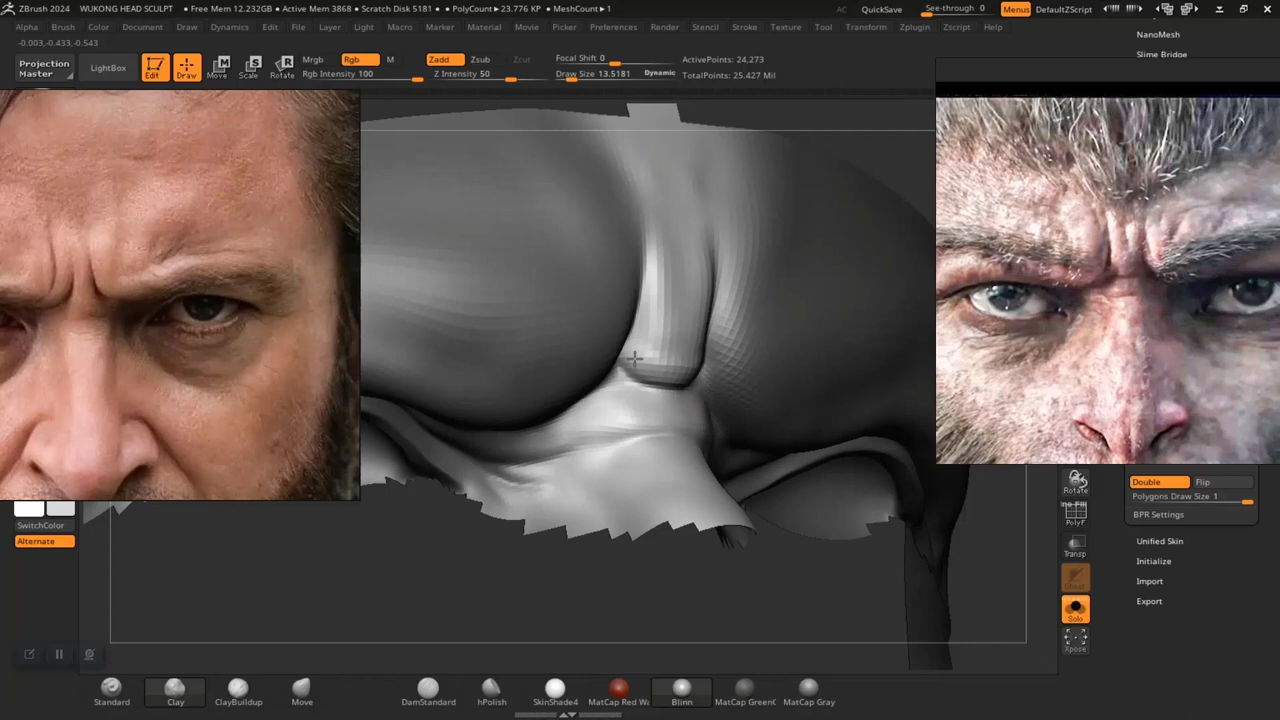 ZBrush 2024 WUKONG HEAD SCULPT • Free Mem 12.232GB • Active Mem 3868 • Scratch Disk 5181 • PolyCount▸23.776 KP • MeshCount▸1 AC QuickSave See-through 0 Menus DefaultZScript
Alpha Brush Color Document Draw Dynamics Edit File Layer Light Macro Marker Material Movie Picker Preferences Render Stencil Stroke Texture Tool Transform Zplugin Zscript Help
-0.003,-0.433,-0.543
NanoMesh
Slime Bridge
Projection Master
LightBox
Edit Draw Move Scale Rotate
Mrgb Rgb M
Rgb Intensity 100
Zadd Zsub Zcut
Z Intensity 50
Focal Shift 0
Draw Size 13.5181 Dynamic
ActivePoints: 24,273
TotalPoints: 25.427 Mil
SwitchColor
Alternate
Rotate
PolyF
Transp
Ghost
Solo
Xpose
Double Flip
Polygons Draw Size 1
BPR Settings
Unified Skin
Initialize
Import
Export
Standard Clay ClayBuildup Move DamStandard hPolish SkinShade4 MatCap Red Wa Blinn MatCap GreenC MatCap Gray